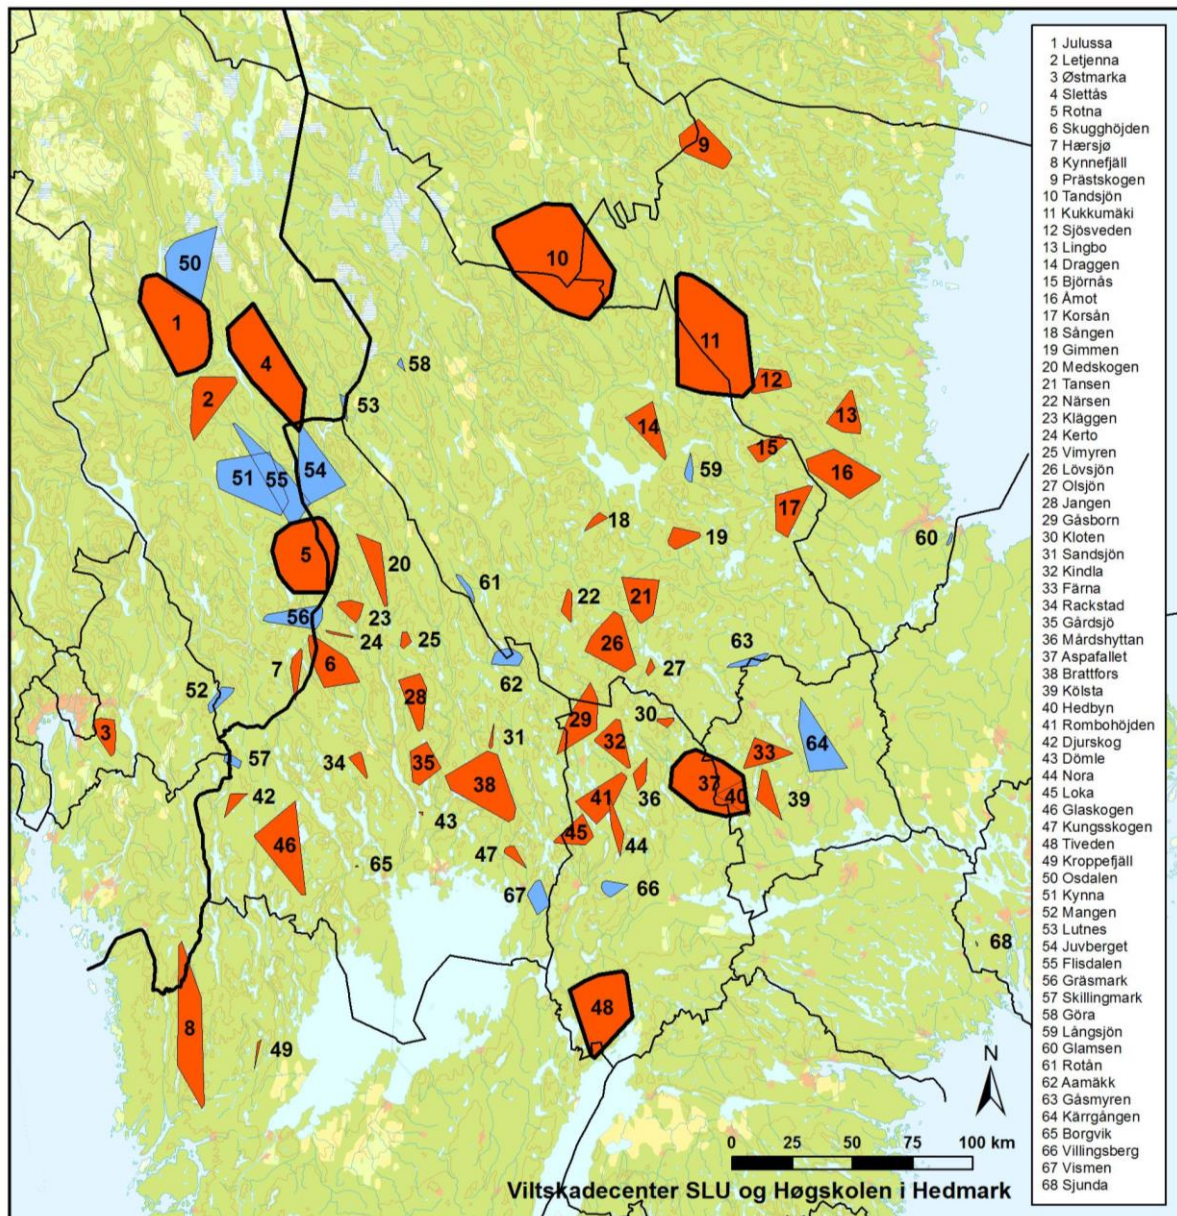 1 Julussa
2 Letjenna
3 Østmarka
4 Slettås
5 Rotna
6 Skugghöjden
7 Hærsjø
8 Kynnefjäll
9 Prästskogen
10 Tandsjön
11 Kukkumäki
12 Sjösveden
13 Lingbo
14 Draggen
15 Björnås
16 Åmot
17 Korsån
18 Sången
19 Gimmen
20 Medskogen
21 Tansen
22 Närsen
23 Kläggen
24 Kerto
25 Vimyren
26 Lövsjön
27 Olsjön
28 Jangen
29 Gåsborn
30 Kloten
31 Sandsjön
32 Kindla
33 Färna
34 Rackstad
35 Gårdsjö
36 Mårdshyttan
37 Aspafallet
38 Brattfors
39 Kölsta
40 Hedbyn
41 Rombohöjden
42 Djurskog
43 Dömle
44 Nora
45 Loka
46 Glaskogen
47 Kungsskogen
48 Tiveden
49 Kroppefjäll
50 Osdalen
51 Kynna
52 Mangen
53 Lutnes
54 Juvberget
55 Flisdalen
56 Gräsmark
57 Skillingmark
58 Göra
59 Långsjön
60 Glamsen
61 Rotån
62 Aamäkk
63 Gåsmyren
64 Kärrgången
65 Borgvik
66 Villingsberg
67 Vismen
68 Sjunda
9
50
10
1
11
4
58
12
2
53
13
14
15
54
51
59
16
55
17
18
19
60
5
20
61
22
21
23
56
24
25
26
63
6
62
27
7
28
52
29
30
3
31
32
64
33
57
34
35
37
38
36
40
39
42
41
43
45
46
44
47
65
66
67
68
48
8
49
N
0 25 50 75 100 km
Viltskadecenter SLU og Høgskolen i Hedmark